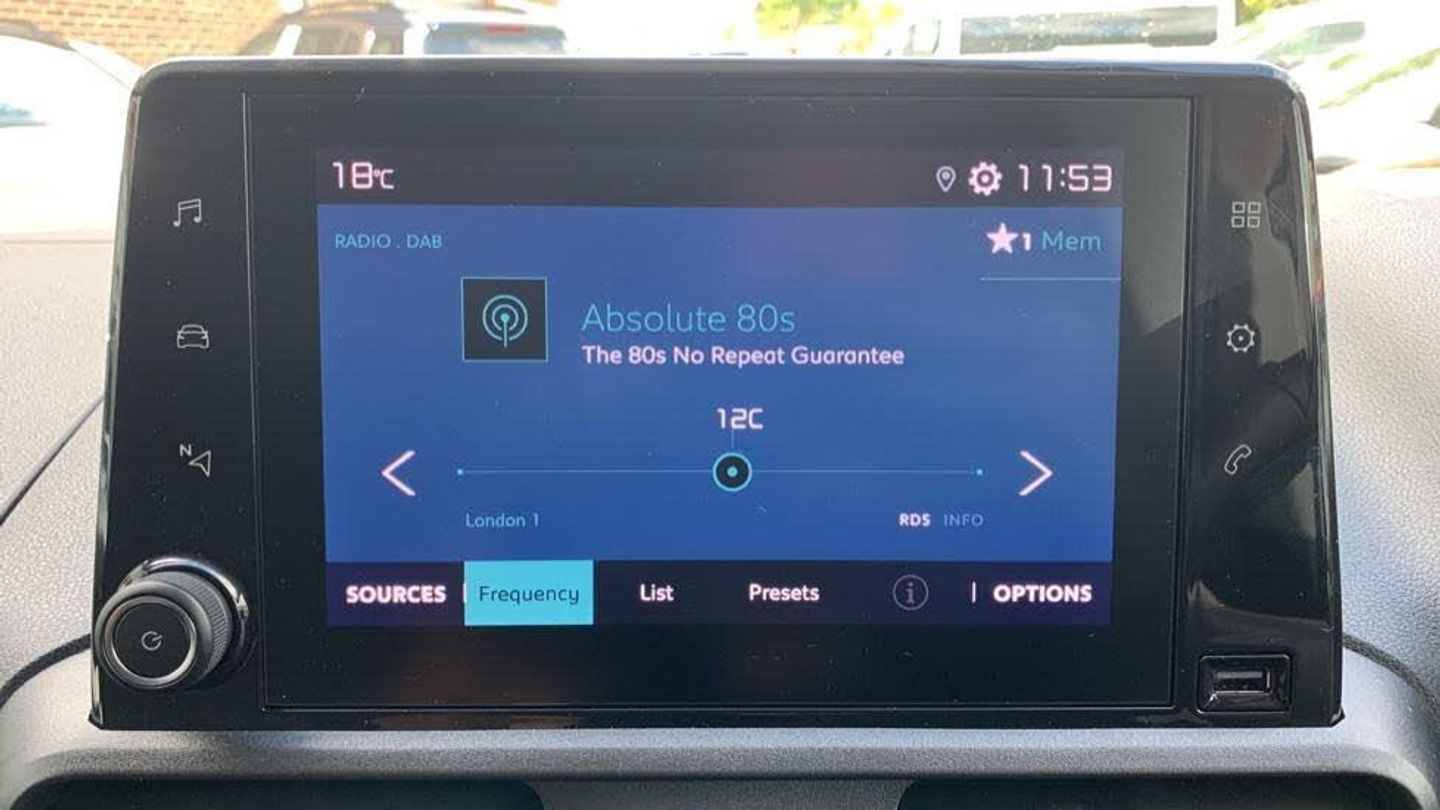 18°C
11:53
RADIO . DAB
1 Mem
Absolute 80s
The 80s No Repeat Guarantee
12C
N
London 1
RDS INFO
SOURCES Frequency List Presets i OPTIONS